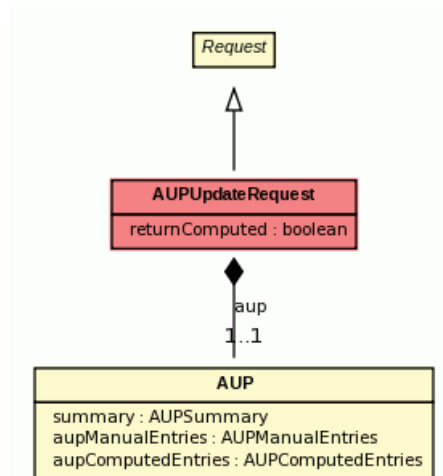 Request
AUPUpdateRequest
returnComputed : boolean
aup
1..1
AUP
summary : AUPSummary
aupManualEntries : AUPManualEntries
aupComputedEntries : AUPComputedEntries